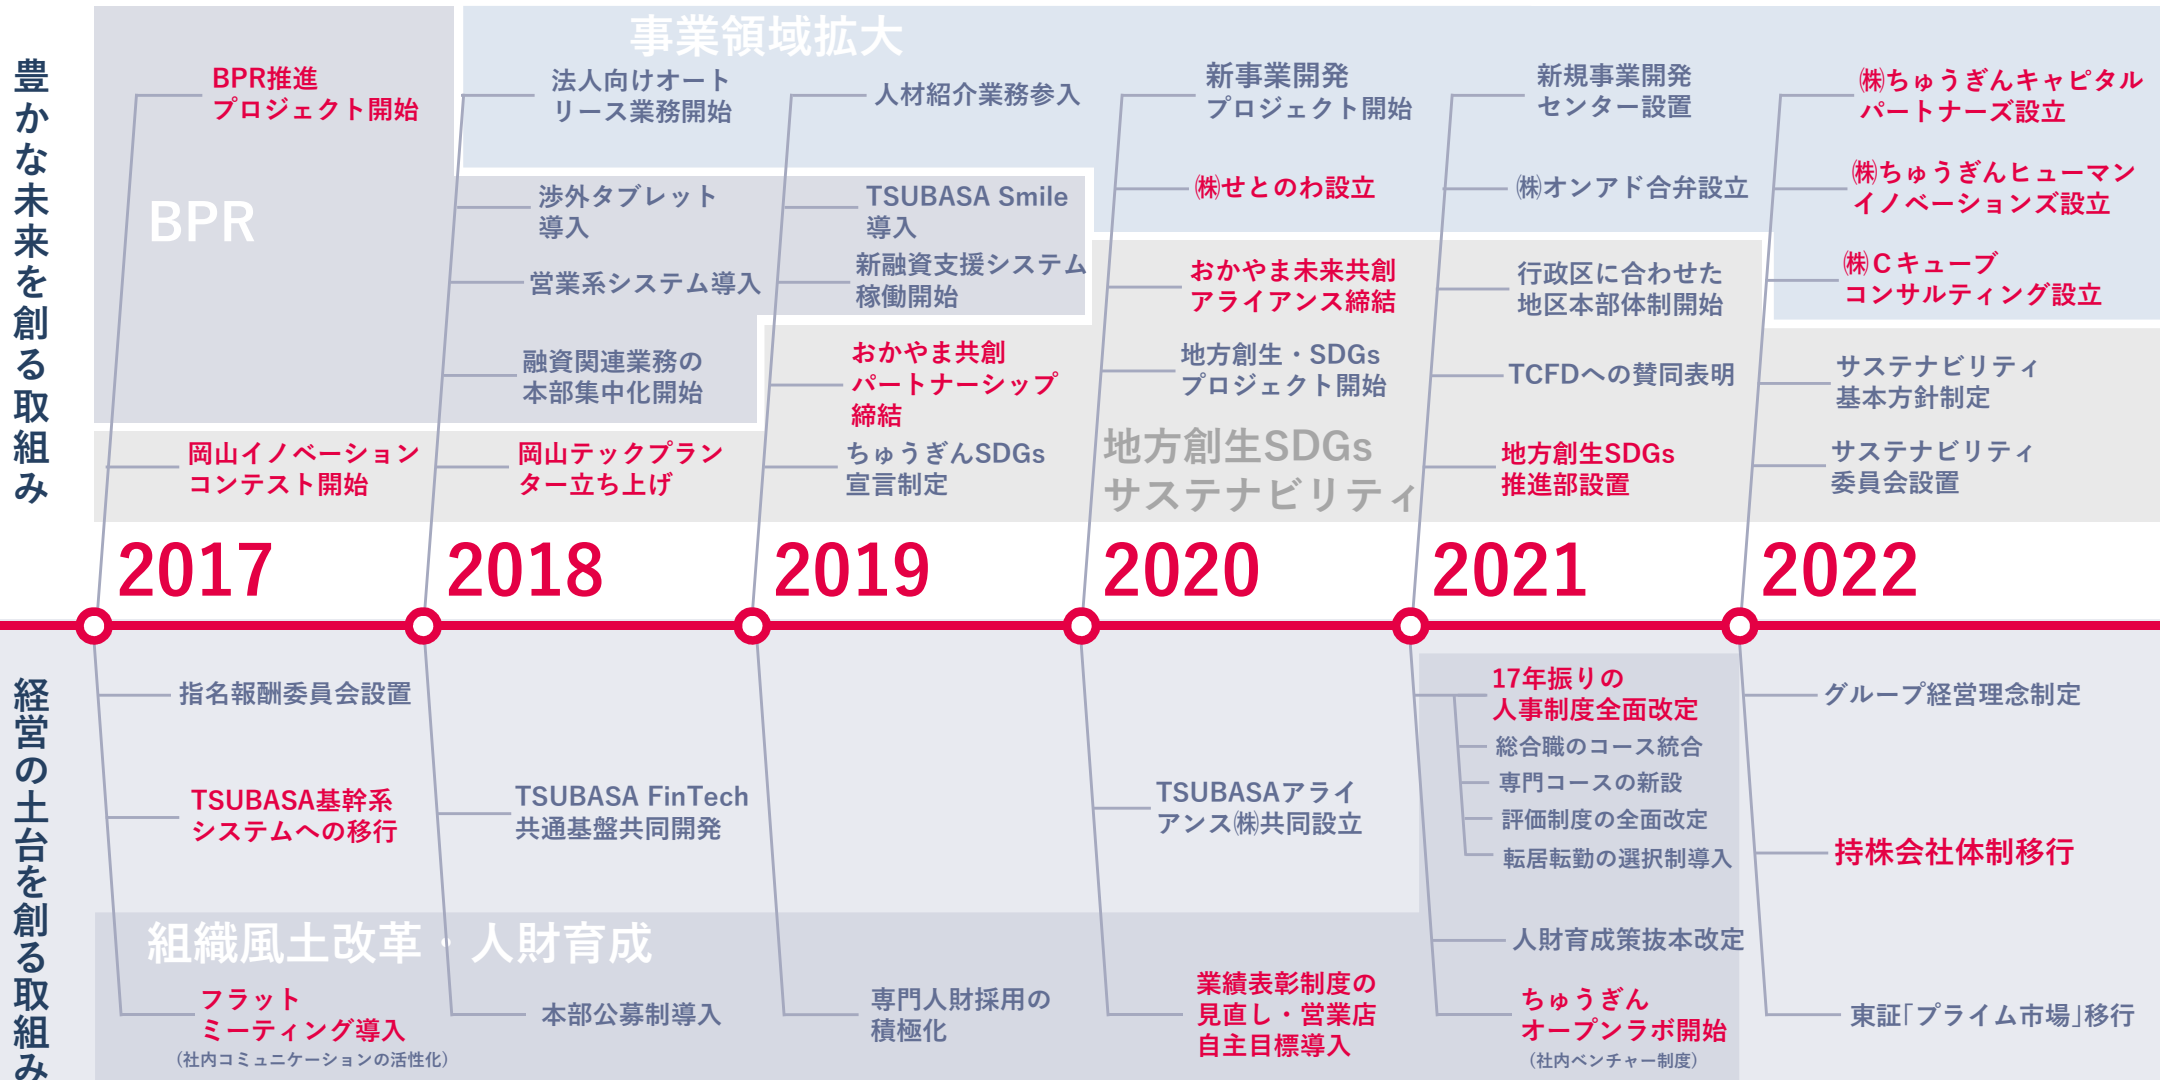 豊かな未来を創る取組み
事業領域拡大
BPR
BPR推進
プロジェクト開始
岡山イノベーション
コンテスト開始
2017
法人向けオート
リース業務開始
渉外タブレット
導入
営業系システム導入
融資関連業務の
本部集中化開始
岡山テックプラン
ター立ち上げ
2018
人材紹介業務参入
TSUBASA Smile
導入
新融資支援システム
稼働開始
おかやま共創
パートナーシップ
締結
ちゅうぎんSDGs
宣言制定
2019
新事業開発
プロジェクト開始
㈱せとのわ設立
おかやま未来共創
アライアンス締結
地方創生・SDGs
プロジェクト開始
地方創生SDGs
サステナビリティ
2020
新規事業開発
センター設置
㈱オンアド合弁設立
行政区に合わせた
地区本部体制開始
TCFDへの賛同表明
地方創生SDGs
推進部設置
2021
㈱ちゅうぎんキャピタル
パートナーズ設立
㈱ちゅうぎんヒューマン
イノベーションズ設立
㈱Cキューブ
コンサルティング設立
サステナビリティ
基本方針制定
サステナビリティ
委員会設置
2022
経営の土台を創る取組み
指名報酬委員会設置
TSUBASA基幹系
システムへの移行
組織風土改革・人財育成
フラット
ミーティング導入
(社内コミュニケーションの活性化)
TSUBASA FinTech
共通基盤共同開発
本部公募制導入
専門人財採用の
積極化
TSUBASAアライ
アンス㈱共同設立
業績表彰制度の
見直し・営業店
自主目標導入
17年振りの
人事制度全面改定
総合職のコース統合
専門コースの新設
評価制度の全面改定
転居転勤の選択制導入
人財育成策抜本改定
ちゅうぎん
オープンラボ開始
(社内ベンチャー制度)
グループ経営理念制定
持株会社体制移行
東証「プライム市場」移行